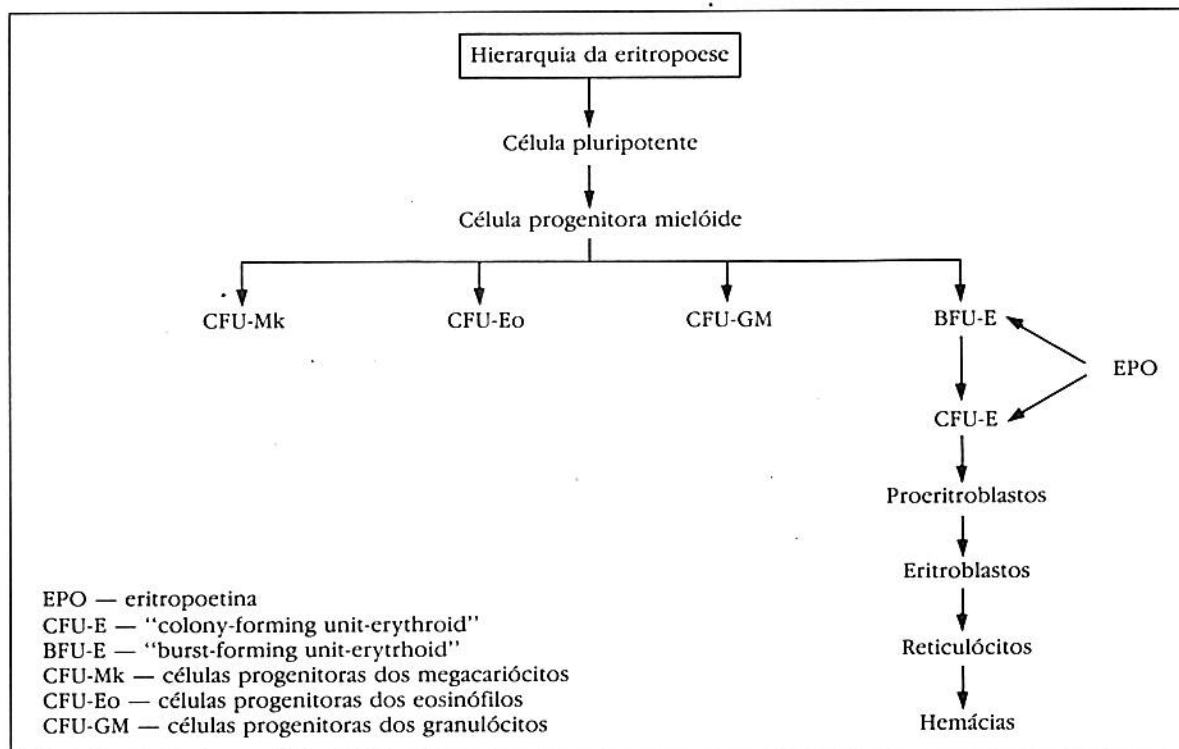 Hierarquia da eritropoese
Célula pluripotente
Célula progenitora mielóide
CFU-Mk
CFU-Eo
CFU-GM
BFU-E
EPO
CFU-E
Proeritroblastos
Eritroblastos
Reticulócitos
Hemácias
EPO — eritropoetina
CFU-E — “colony-forming unit-erythroid”
BFU-E — “burst-forming unit-erytrhoid”
CFU-Mk — células progenitoras dos megacariócitos
CFU-Eo — células progenitoras dos eosinófilos
CFU-GM — células progenitoras dos granulócitos